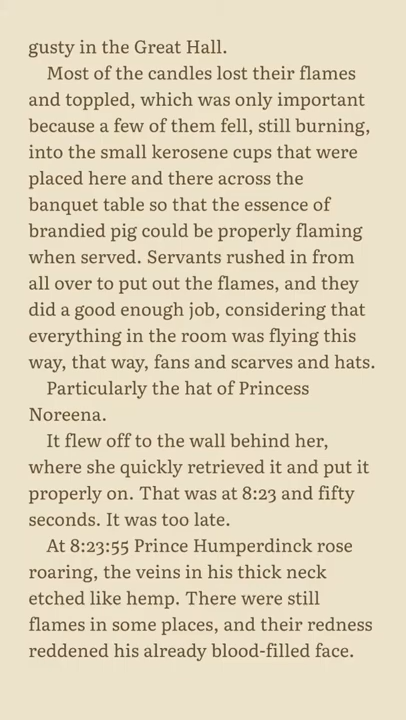 gusty in the Great Hall.
Most of the candles lost their flames
and toppled, which was only important
because a few of them fell, still burning,
into the small kerosene cups that were
placed here and there across the
banquet table so that the essence of
brandied pig could be properly flaming
when served. Servants rushed in from
all over to put out the flames, and they
did a good enough job, considering that
everything in the room was flying this
way, that way, fans and scarves and hats.
Particularly the hat of Princess
Noreena.
It flew off to the wall behind her,
where she quickly retrieved it and put it
properly on. That was at 8:23 and fifty
seconds. It was too late.
At 8:23:55 Prince Humperdinck rose
roaring, the veins in his thick neck
etched like hemp. There were still
flames in some places, and their redness
reddened his already blood-filled face.